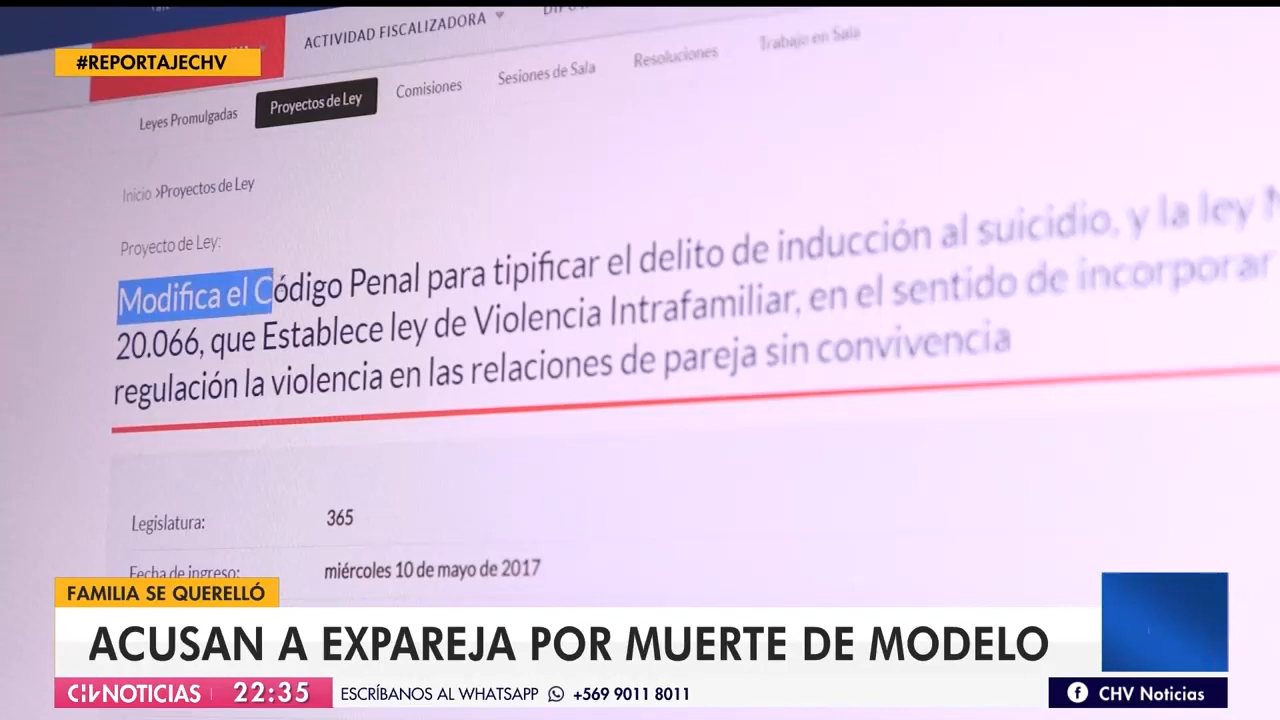 ACTIVIDAD FISCALIZADORA
#REPORTAJECHV
Leyes Promulgadas
Proyectos de Ley
Comisiones
Sesiones de Sala
Resoluciones
Trabajo en Sala
Inicio >Proyectos de Ley
Proyecto de Ley:
Modifica el Código Penal para tipificar el delito de inducción al suicidio, y la ley N
20.066, que Establece ley de Violencia Intrafamiliar, en el sentido de incorporar
regulación la violencia en las relaciones de pareja sin convivencia
Legislatura: 365
Fecha de ingreso: miércoles 10 de mayo de 2017
FAMILIA SE QUERELLÓ
ACUSAN A EXPAREJA POR MUERTE DE MODELO
CHV NOTICIAS 22:35 ESCRÍBANOS AL WHATSAPP +569 9011 8011
CHV Noticias